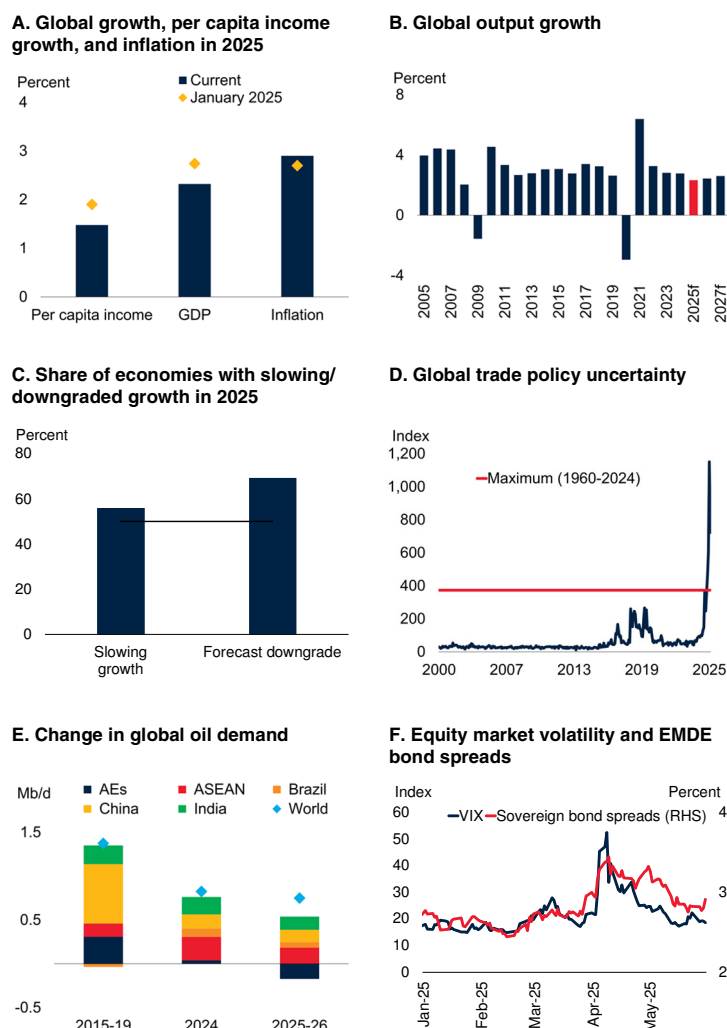 A. Global growth, per capita income
growth, and inflation in 2025
Percent
Current
January 2025
4
3
2
1
0
Per capita income
GDP
Inflation
B. Global output growth
Percent
8
4
0
-4
2005
2007
2009
2011
2013
2015
2017
2019
2021
2023
2025f
2027f
C. Share of economies with slowing/
downgraded growth in 2025
Percent
80
60
40
20
0
Slowing
growth
Forecast downgrade
D. Global trade policy uncertainty
Index
1,200
1,000
800
600
400
200
0
Maximum (1960-2024)
2000
2007
2013
2019
2025
E. Change in global oil demand
Mb/d
AEs
ASEAN
Brazil
China
India
World
1.5
0.5
-0.5
2015-19
2024
2025-26
F. Equity market volatility and EMDE
bond spreads
Index
Percent
VIX
Sovereign bond spreads (RHS)
60
50
40
30
20
10
0
4
3
2
Jan-25
Feb-25
Mar-25
Apr-25
May-25